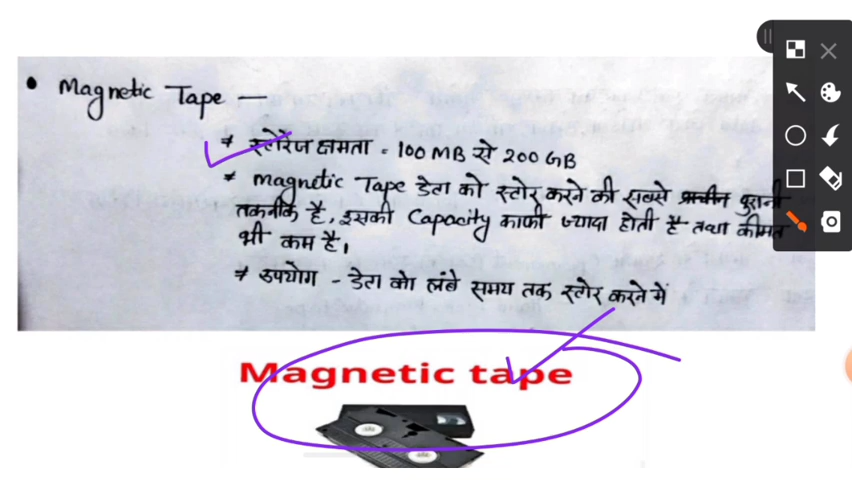 • Magnetic Tape —
* स्टोरेज क्षमता = 100 MB से 200 GB
* Magnetic Tape डेटा को स्टोर करने की सबसे प्राचीन पुरानी
तकनीक है, इसकी Capacity काफी ज्यादा होती है तथा कीमत
भी कम है,
* उपयोग - डेटा को लंबे समय तक स्टोर करने में
Magnetic tape